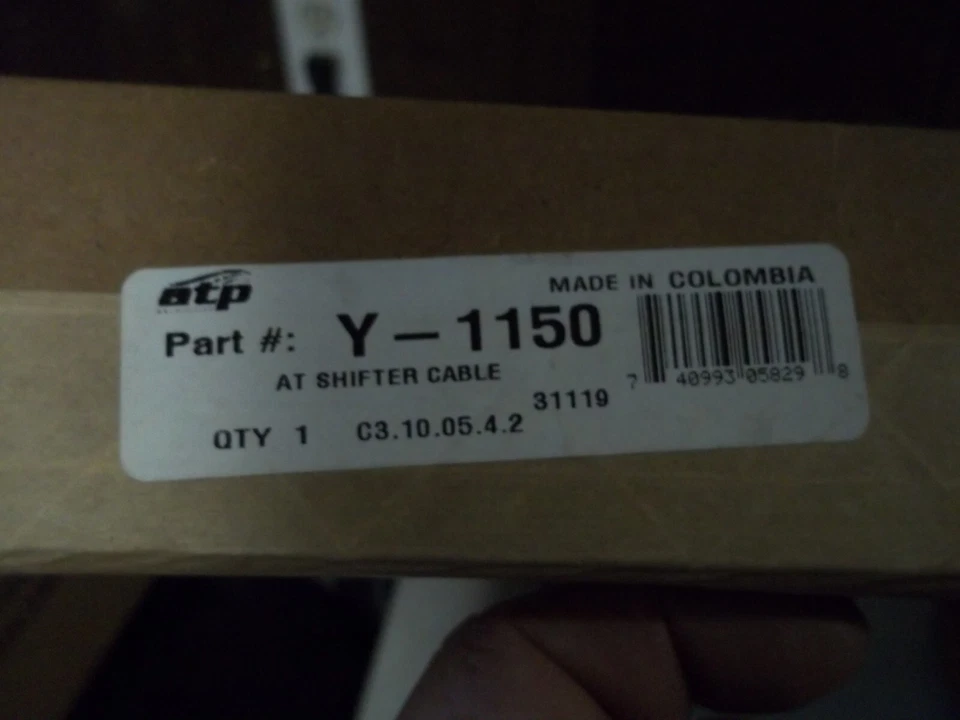 atp
MADE IN COLOMBIA
Part #: Y – 1150
AT SHIFTER CABLE
7 40993 05829 8
31119
QTY 1 C3.10.05.4.2